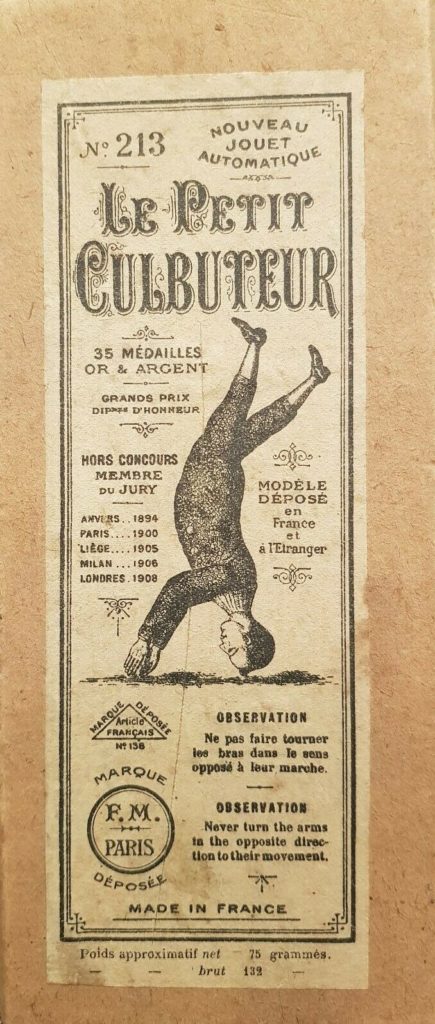 Nº 213
NOUVEAU
JOUET
AUTOMATIQUE
LE PETIT
CULBUTEUR
35 MÉDAILLES
OR & ARGENT
GRANDS PRIX
DIPmes D'HONNEUR
HORS CONCOURS
MEMBRE
DU JURY
ANVERS..1894
PARIS....1900
LIÈGE....1905
MILAN...1906
LONDRES.1908
MODÈLE
DÉPOSÉ
en
France
et
à l'Etranger
MARQUE DÉPOSÉE
Article
FRANÇAIS
Nº 138
MARQUE
F.M.
PARIS
DÉPOSÉE
OBSERVATION
Ne pas faire tourner
les bras dans le sens
opposé à leur marche.
OBSERVATION
Never turn the arms
in the opposite direc-
tion to their movement.
MADE IN FRANCE
Poids approximatif net 75 grammes.
— — brut 132 —